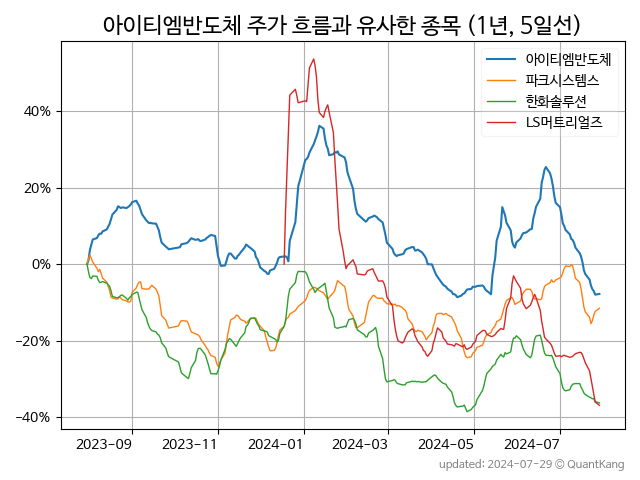 아이티엠반도체 주가 흐름과 유사한 종목 (1년, 5일선)
아이티엠반도체
파크시스템스
한화솔루션
LS머트리얼즈
40%
20%
0%
−20%
−40%
2023-09 2023-11 2024-01 2024-03 2024-05 2024-07
updated: 2024-07-29 © QuantKang